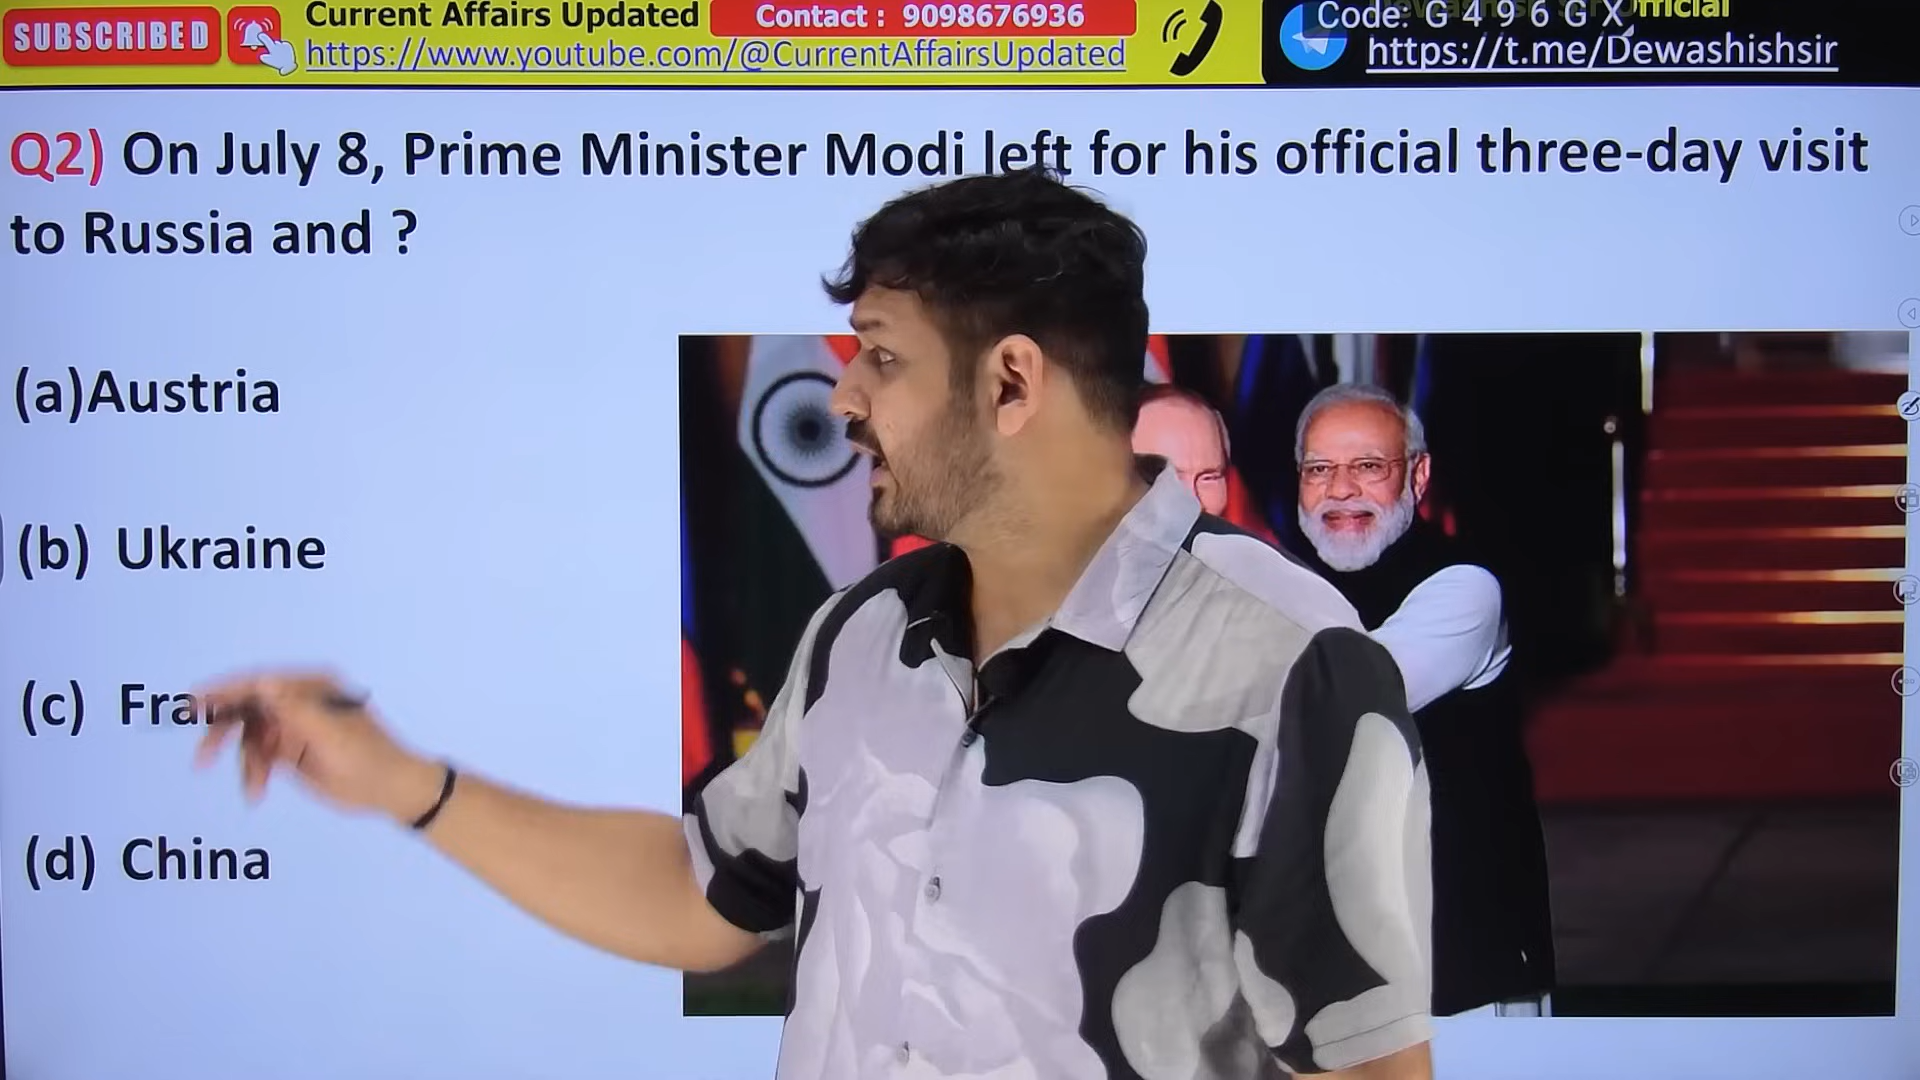 SUBSCRIBED
Current Affairs Updated
Contact : 9098676936
https://www.youtube.com/@CurrentAffairsUpdated
Code: G 4 9 6 G X
https://t.me/Dewashishsir
Q2) On July 8, Prime Minister Modi left for his official three-day visit
to Russia and ?
(a)Austria
(b) Ukraine
(c) Fra
(d) China